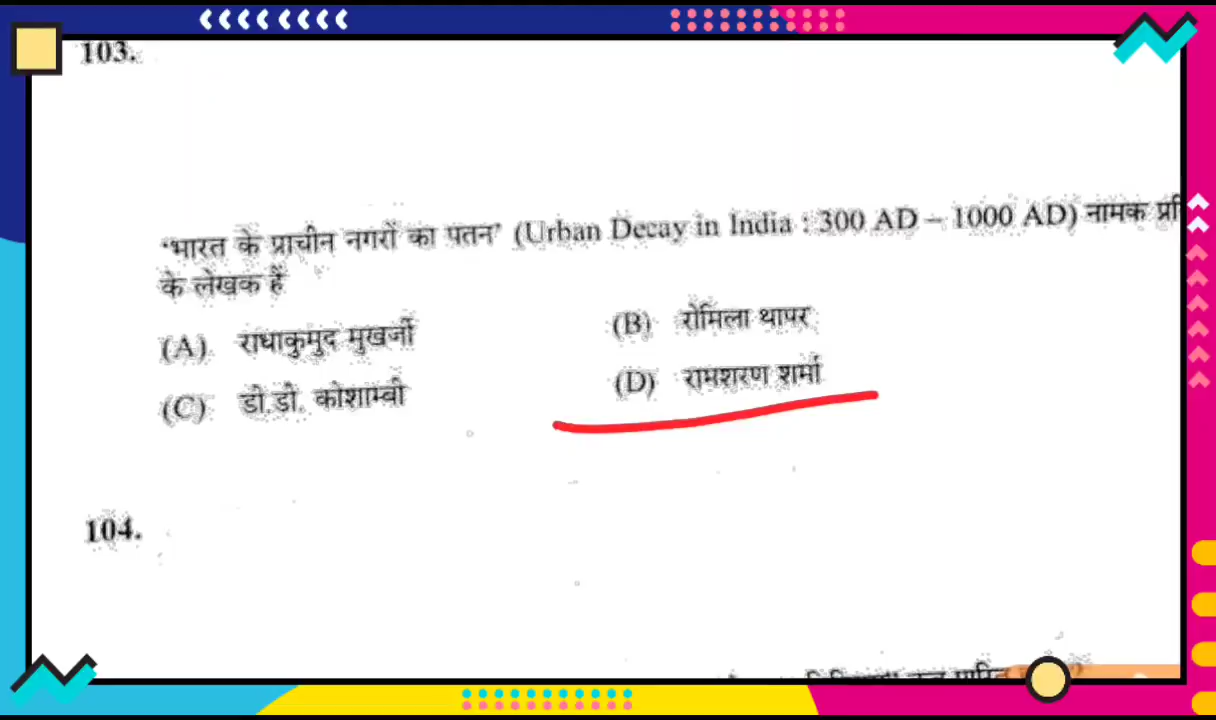 103.
‘भारत के प्राचीन नगरों का पतन’ (Urban Decay in India : 300 AD – 1000 AD) नामक
के लेखक हैं
(A) राधाकुमुद मुखर्जी
(B) रोमिला थापर
(C) डी.डी. कोशाम्बी
(D) रामशरण शर्मा
104.